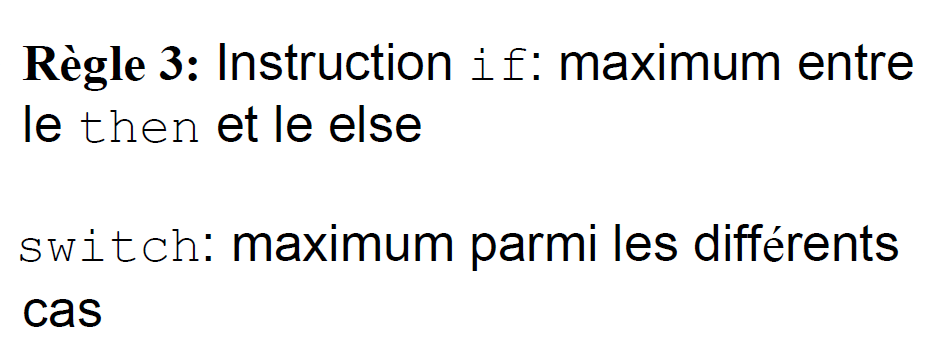 Règle 3: Instruction if: maximum entre
le then et le else
switch: maximum parmi les différents
cas